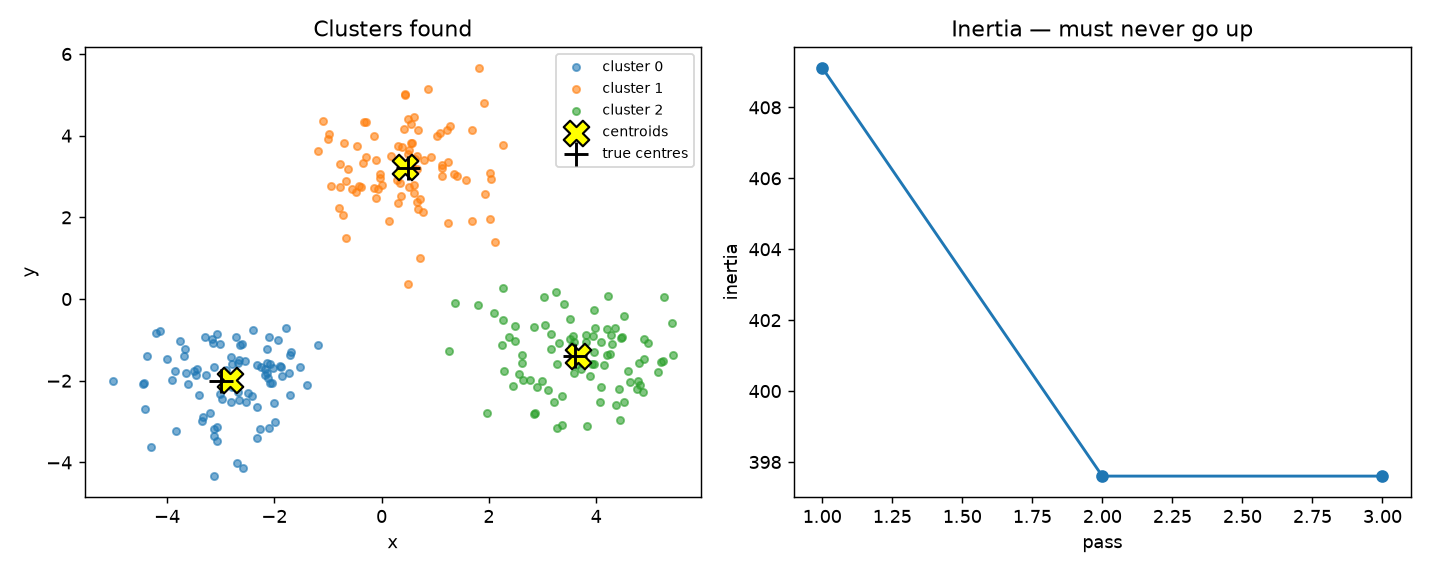 Clusters found
6
4
2
0
−2
−4
y
−4
−2
0
2
4
x
cluster 0
cluster 1
cluster 2
centroids
true centres
Inertia — must never go up
408
406
404
402
400
398
inertia
1.00
1.25
1.50
1.75
2.00
2.25
2.50
2.75
3.00
pass